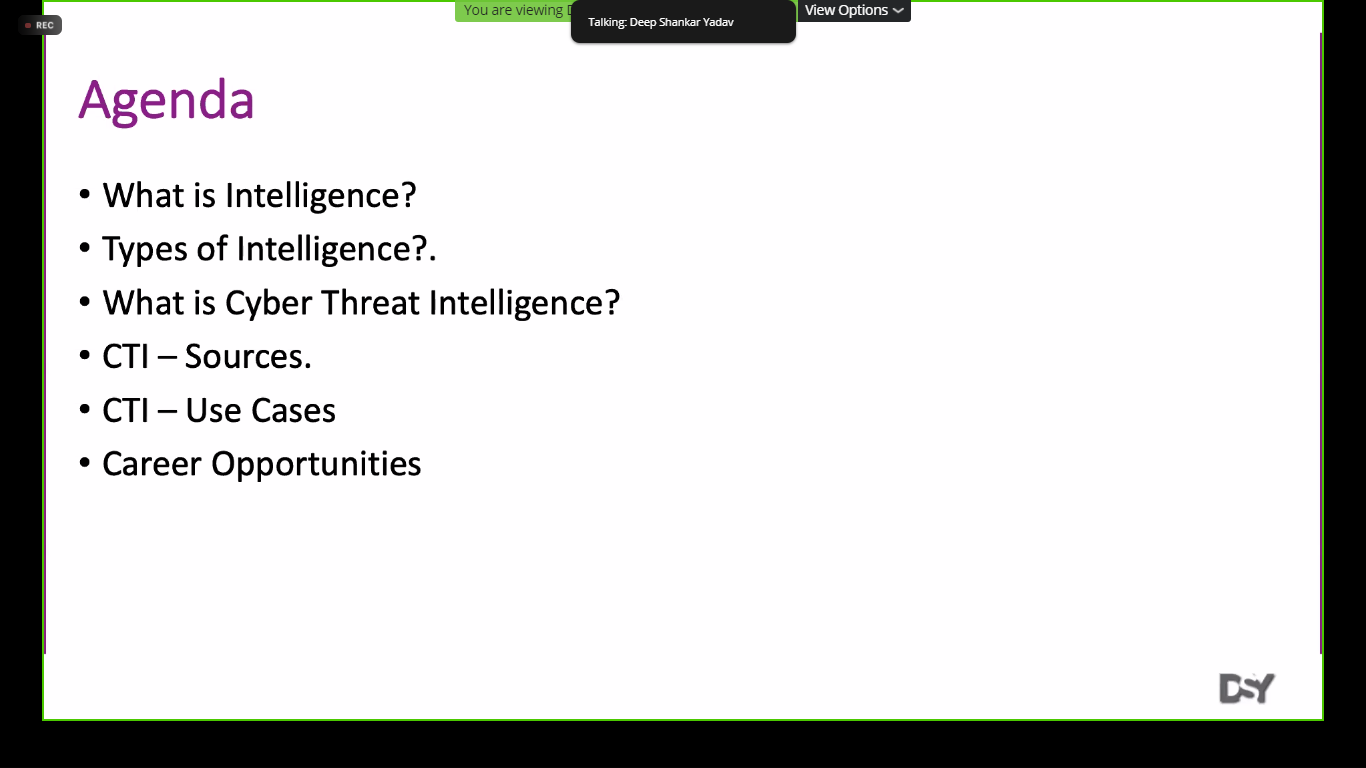 REC
You are viewing D
Talking: Deep Shankar Yadav
View Options
Agenda
• What is Intelligence?
• Types of Intelligence?.
• What is Cyber Threat Intelligence?
• CTI – Sources.
• CTI – Use Cases
• Career Opportunities
DSY